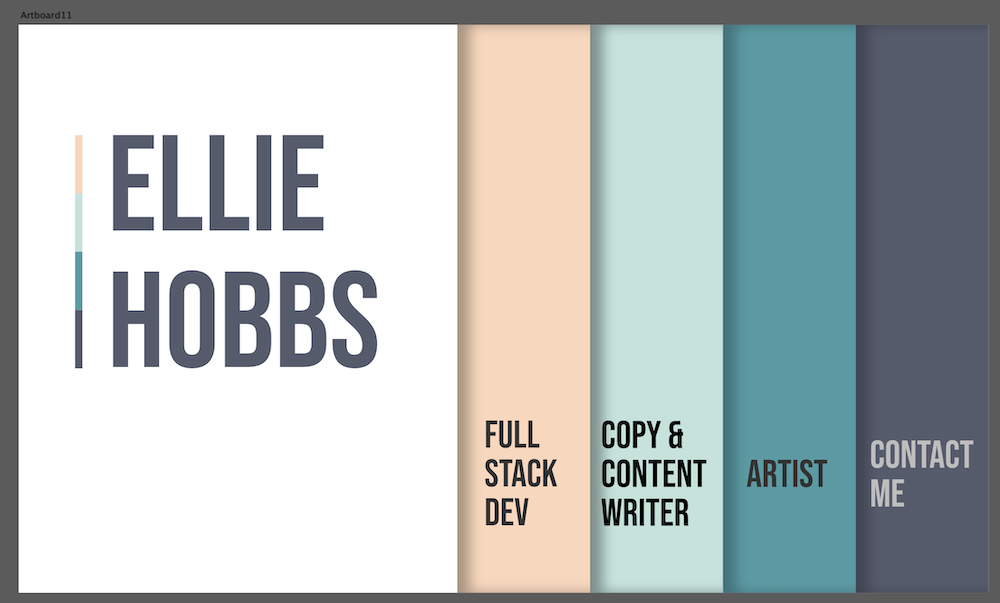 Artboard11
ELLIE
HOBBS
FULL
STACK
DEV
COPY &
CONTENT
WRITER
ARTIST
CONTACT
ME